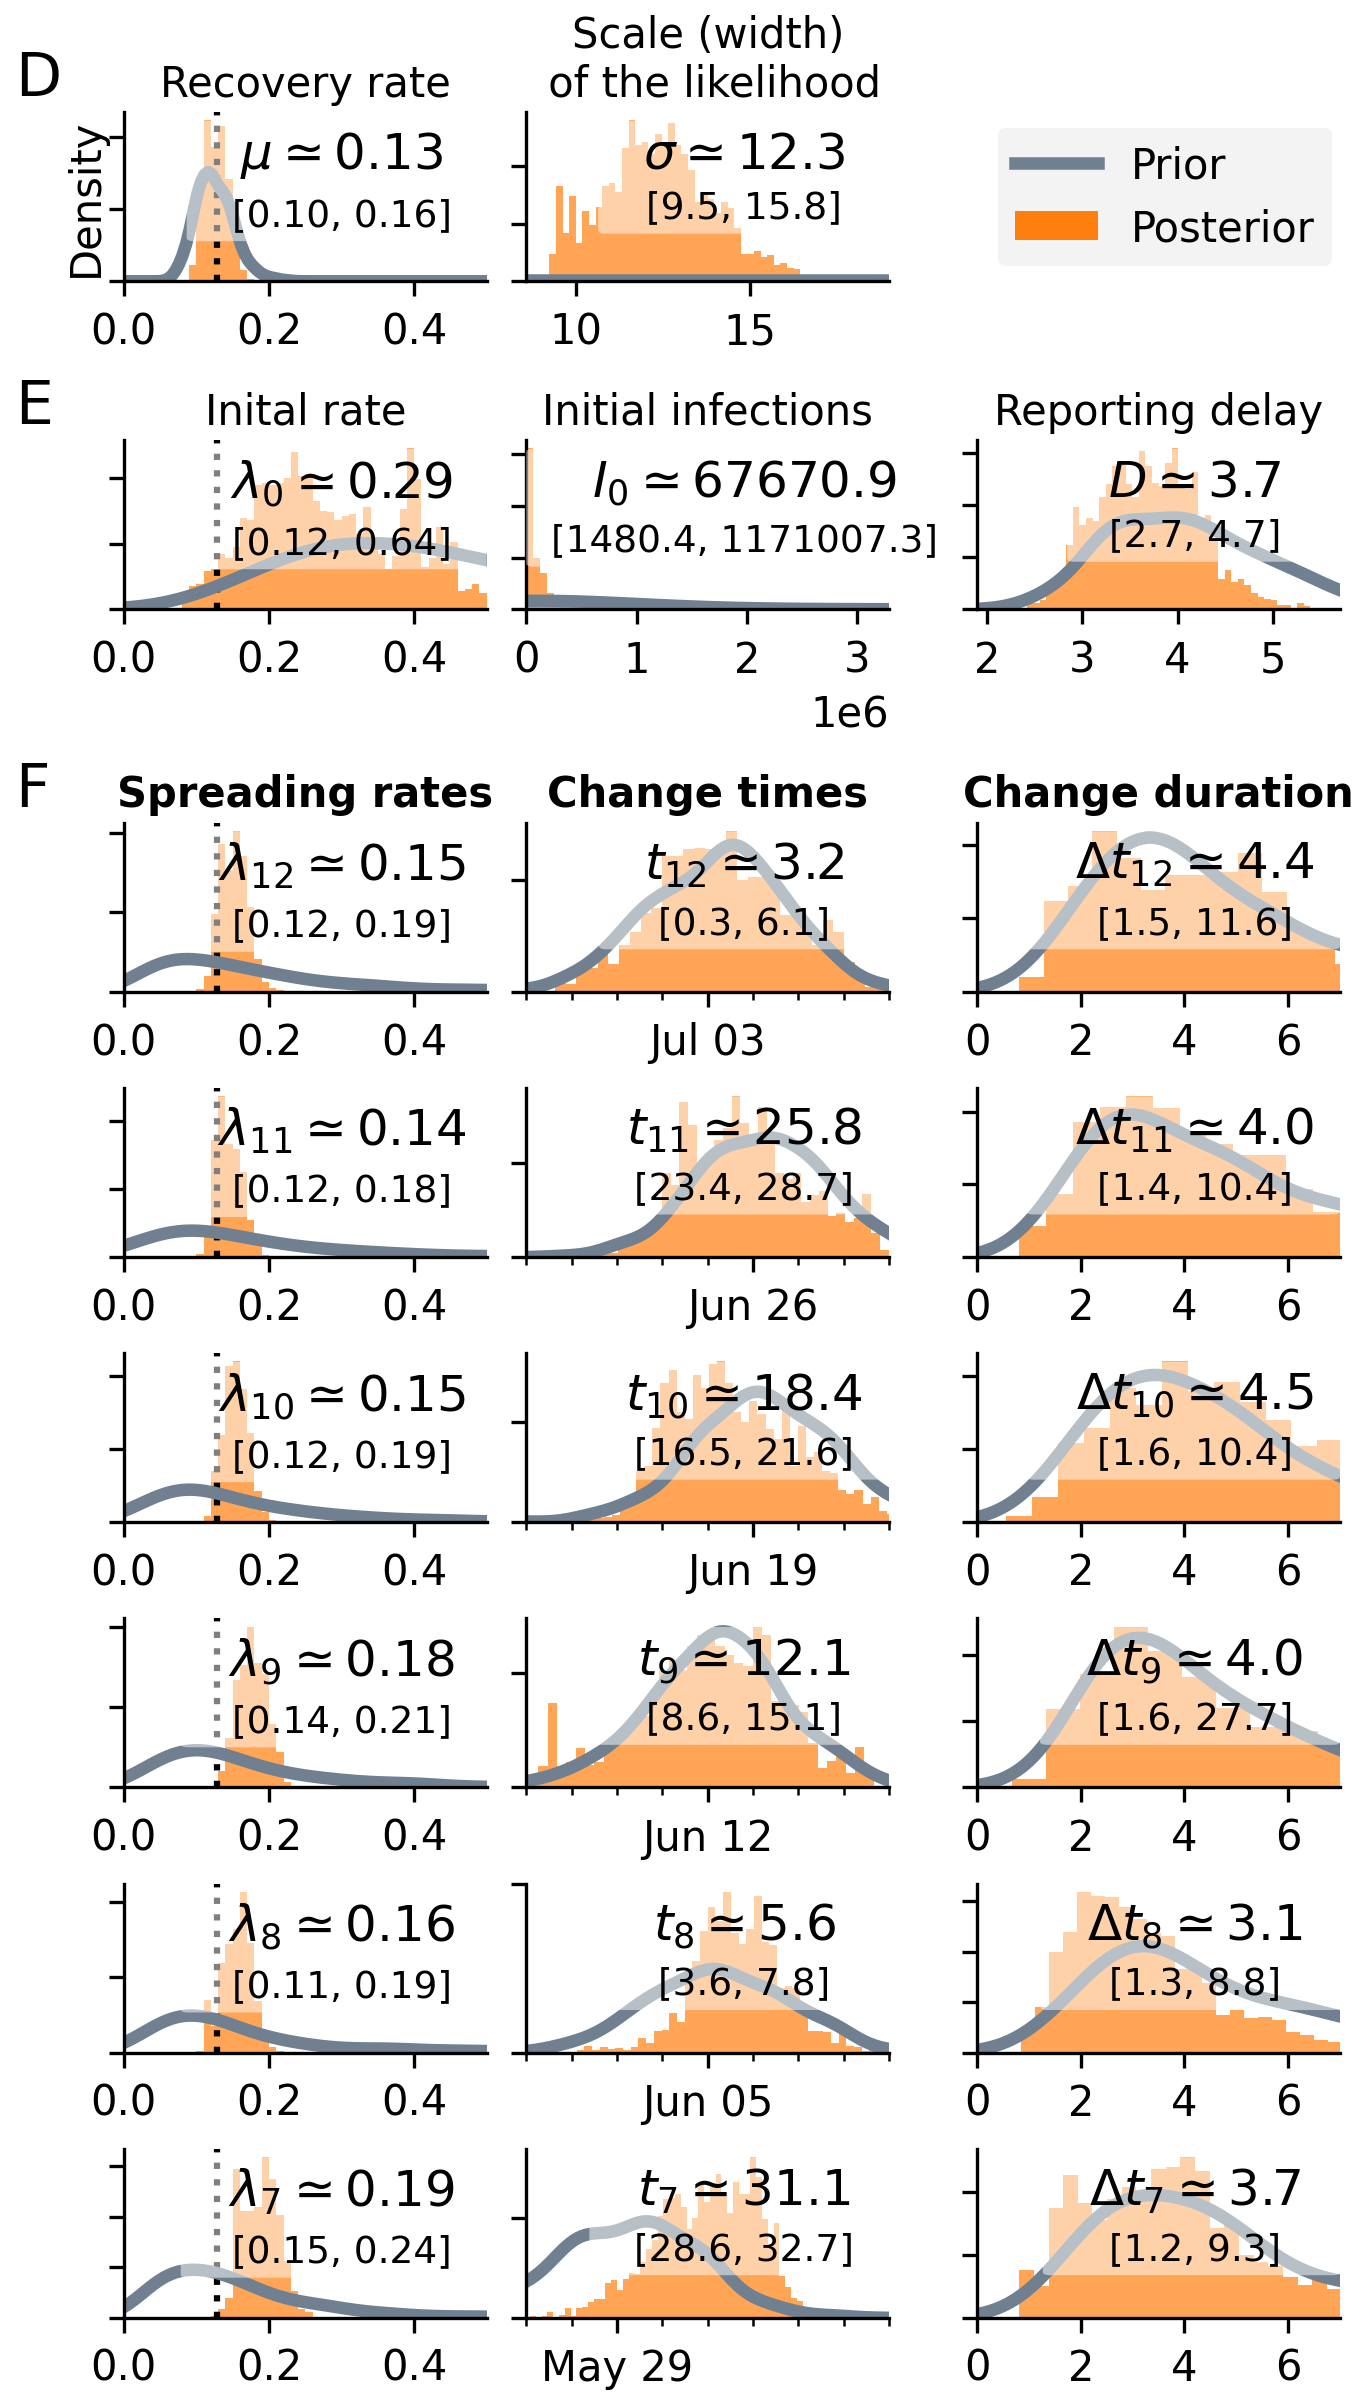 D
Recovery rate
Scale (width)
of the likelihood
Density
μ ≃ 0.13
[0.10, 0.16]
0.0 0.2 0.4
σ ≃ 12.3
[9.5, 15.8]
10 15
Prior
Posterior
E
Inital rate
λ₀ ≃ 0.29
[0.12, 0.64]
0.0 0.2 0.4
Initial infections
I₀ ≃ 67670.9
[1480.4, 1171007.3]
0 1 2 3
1e6
Reporting delay
D ≃ 3.7
[2.7, 4.7]
2 3 4 5
F
Spreading rates
Change times
Change duration
λ₁₂ ≃ 0.15
[0.12, 0.19]
0.0 0.2 0.4
t₁₂ ≃ 3.2
[0.3, 6.1]
Jul 03
Δt₁₂ ≃ 4.4
[1.5, 11.6]
0 2 4 6
λ₁₁ ≃ 0.14
[0.12, 0.18]
0.0 0.2 0.4
t₁₁ ≃ 25.8
[23.4, 28.7]
Jun 26
Δt₁₁ ≃ 4.0
[1.4, 10.4]
0 2 4 6
λ₁₀ ≃ 0.15
[0.12, 0.19]
0.0 0.2 0.4
t₁₀ ≃ 18.4
[16.5, 21.6]
Jun 19
Δt₁₀ ≃ 4.5
[1.6, 10.4]
0 2 4 6
λ₉ ≃ 0.18
[0.14, 0.21]
0.0 0.2 0.4
t₉ ≃ 12.1
[8.6, 15.1]
Jun 12
Δt₉ ≃ 4.0
[1.6, 27.7]
0 2 4 6
λ₈ ≃ 0.16
[0.11, 0.19]
0.0 0.2 0.4
t₈ ≃ 5.6
[3.6, 7.8]
Jun 05
Δt₈ ≃ 3.1
[1.3, 8.8]
0 2 4 6
λ₇ ≃ 0.19
[0.15, 0.24]
0.0 0.2 0.4
t₇ ≃ 31.1
[28.6, 32.7]
May 29
Δt₇ ≃ 3.7
[1.2, 9.3]
0 2 4 6